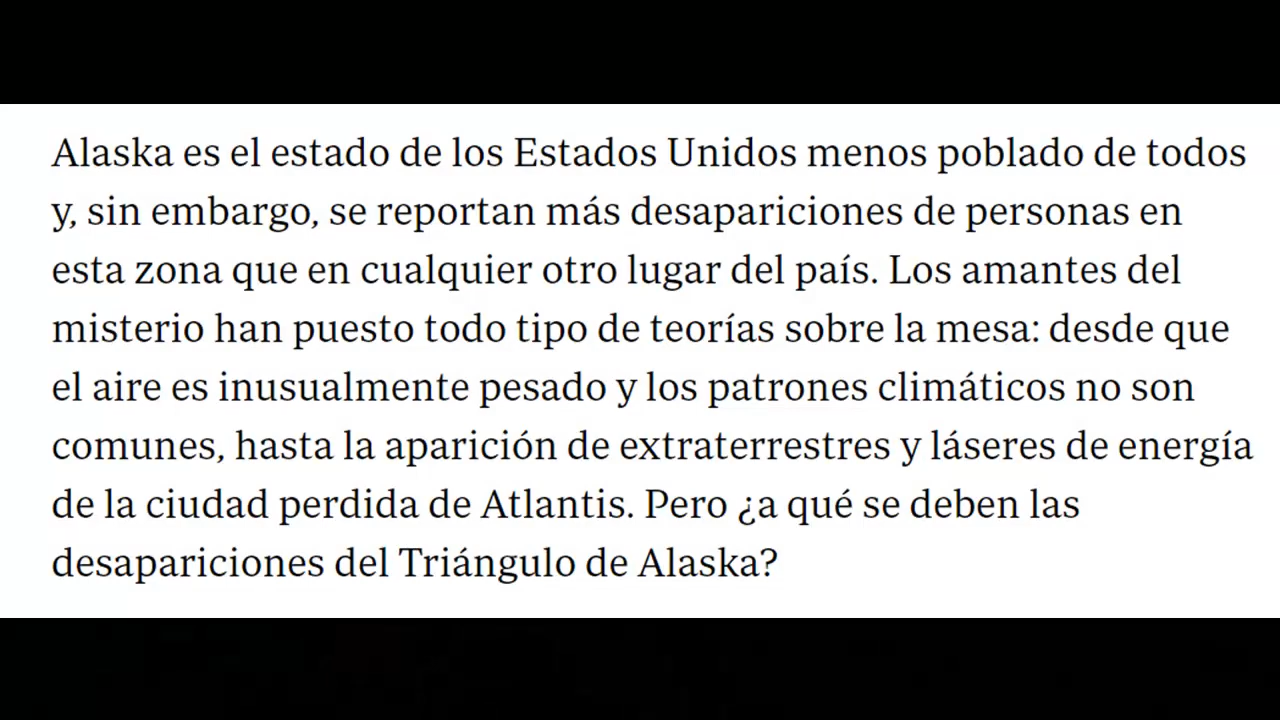 Alaska es el estado de los Estados Unidos menos poblado de todos
y, sin embargo, se reportan más desapariciones de personas en
esta zona que en cualquier otro lugar del país. Los amantes del
misterio han puesto todo tipo de teorías sobre la mesa: desde que
el aire es inusualmente pesado y los patrones climáticos no son
comunes, hasta la aparición de extraterrestres y láseres de energía
de la ciudad perdida de Atlantis. Pero ¿a qué se deben las
desapariciones del Triángulo de Alaska?